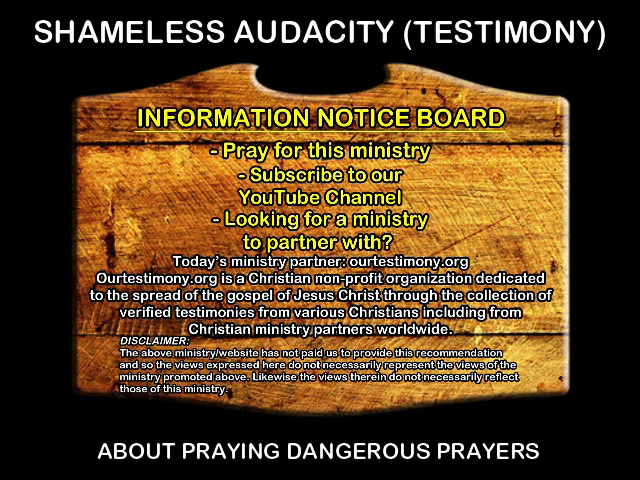 SHAMELESS AUDACITY (TESTIMONY)
INFORMATION NOTICE BOARD
- Pray for this ministry
- Subscribe to our
YouTube Channel
- Looking for a ministry
to partner with?
Today's ministry partner: ourtestimony.org
Ourtestimony.org is a Christian non-profit organization dedicated
to the spread of the gospel of Jesus Christ through the collection of
verified testimonies from various Christians including from
Christian ministry partners worldwide.
DISCLAIMER:
The above ministry/website has not paid us to provide this recommendation
and so the views expressed here do not necessarily represent the views of the
ministry promoted above. Likewise the views therein do not necessarily reflect
those of this ministry.
ABOUT PRAYING DANGEROUS PRAYERS